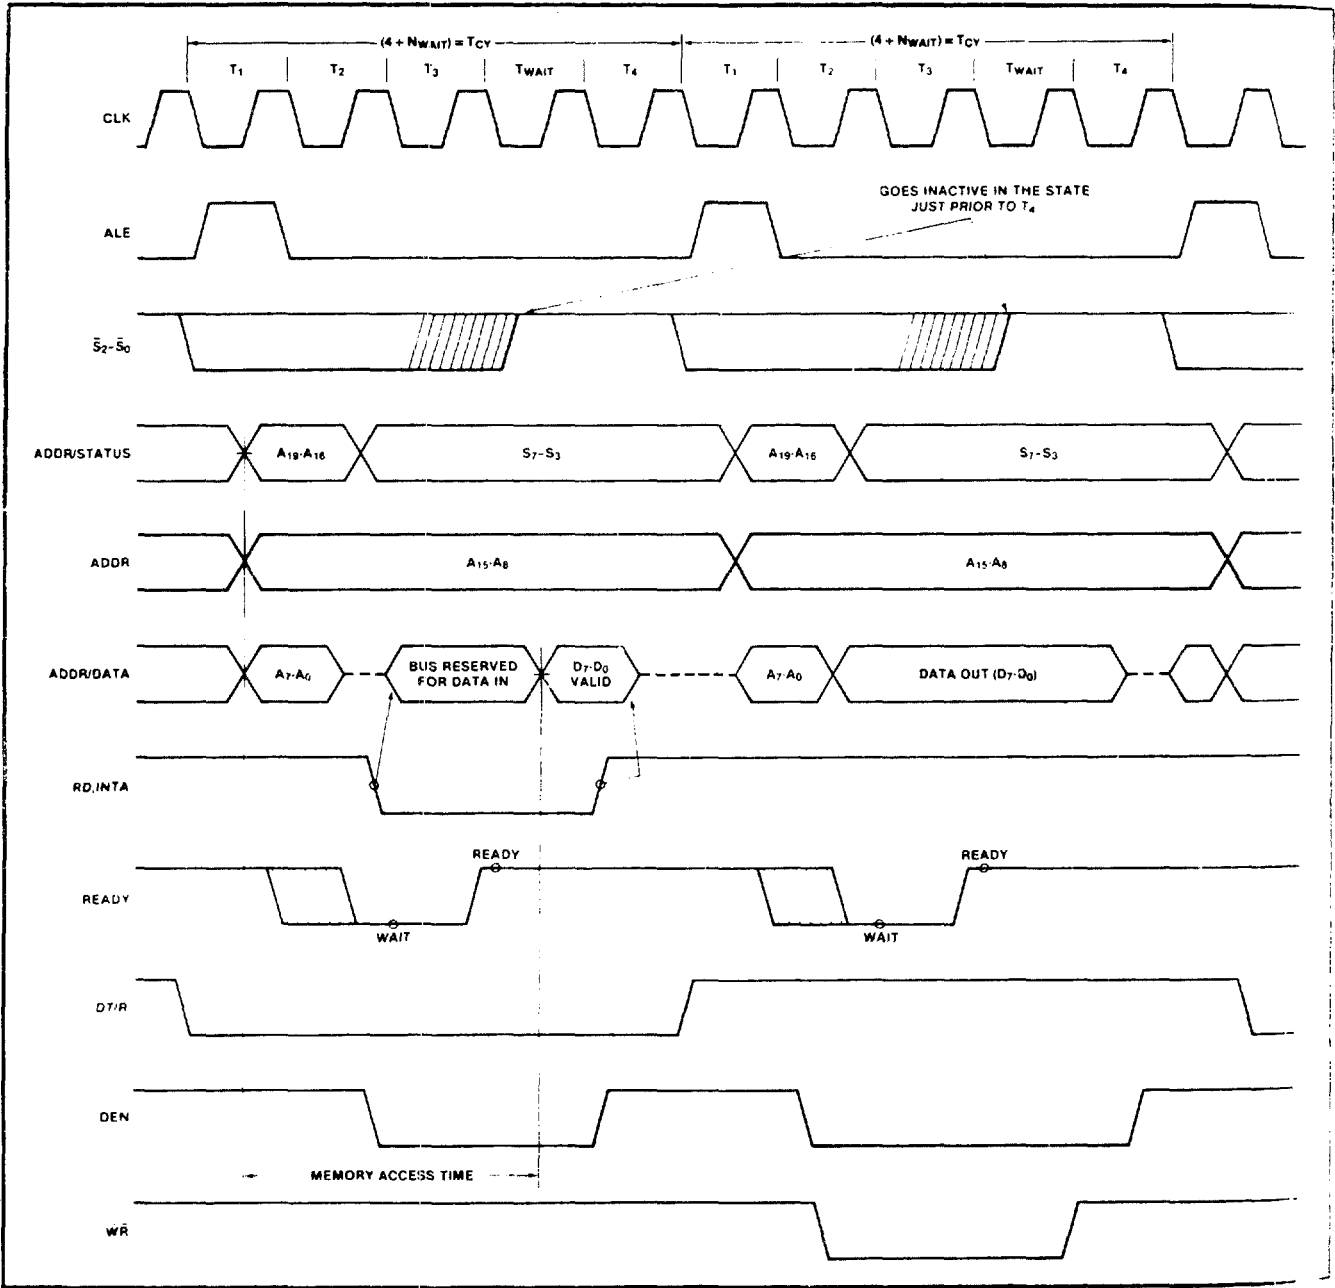 (4 + NWAIT) = TCY (4 + NWAIT) = TCY
T1 T2 T3 TWAIT T4 T1 T2 T3 TWAIT T4
CLK
GOES INACTIVE IN THE STATE
JUST PRIOR TO T4
ALE
S̄2-S̄0
ADDR/STATUS A19-A16 S7-S3 A19-A16 S7-S3
ADDR A15-A8 A15-A8
ADDR/DATA A7-A0 BUS RESERVED
FOR DATA IN
D7-D0
VALID
A7-A0 DATA OUT (D7-D0)
RD,INTA
READY READY
READY
WAIT WAIT
DT/R
DEN
MEMORY ACCESS TIME
W̄R̄